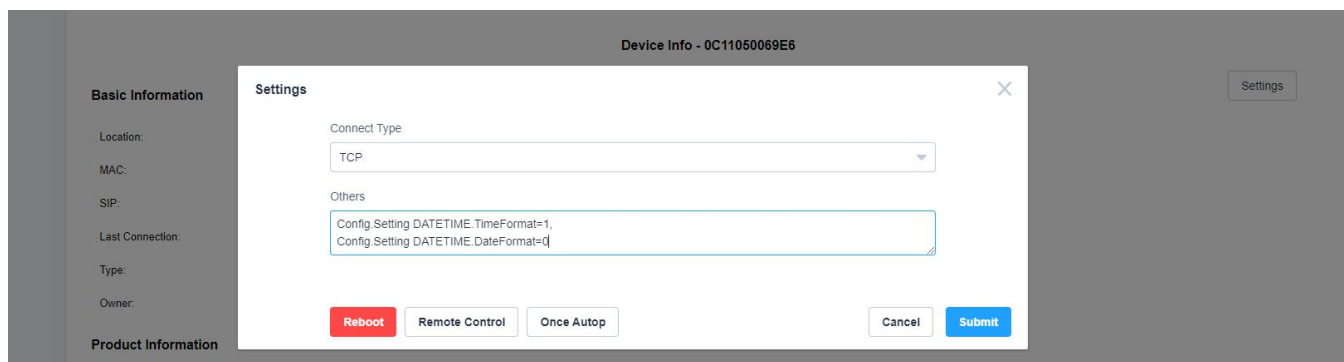 Device Info - 0C11050069E6
Settings
Basic Information
Location:
MAC:
SIP:
Last Connection:
Type:
Owner:
Product Information
Settings
Connect Type
TCP
Others
Config.Setting DATETIME.TimeFormat=1,
Config.Setting DATETIME.DateFormat=0
Reboot
Remote Control
Once Autop
Cancel
Submit